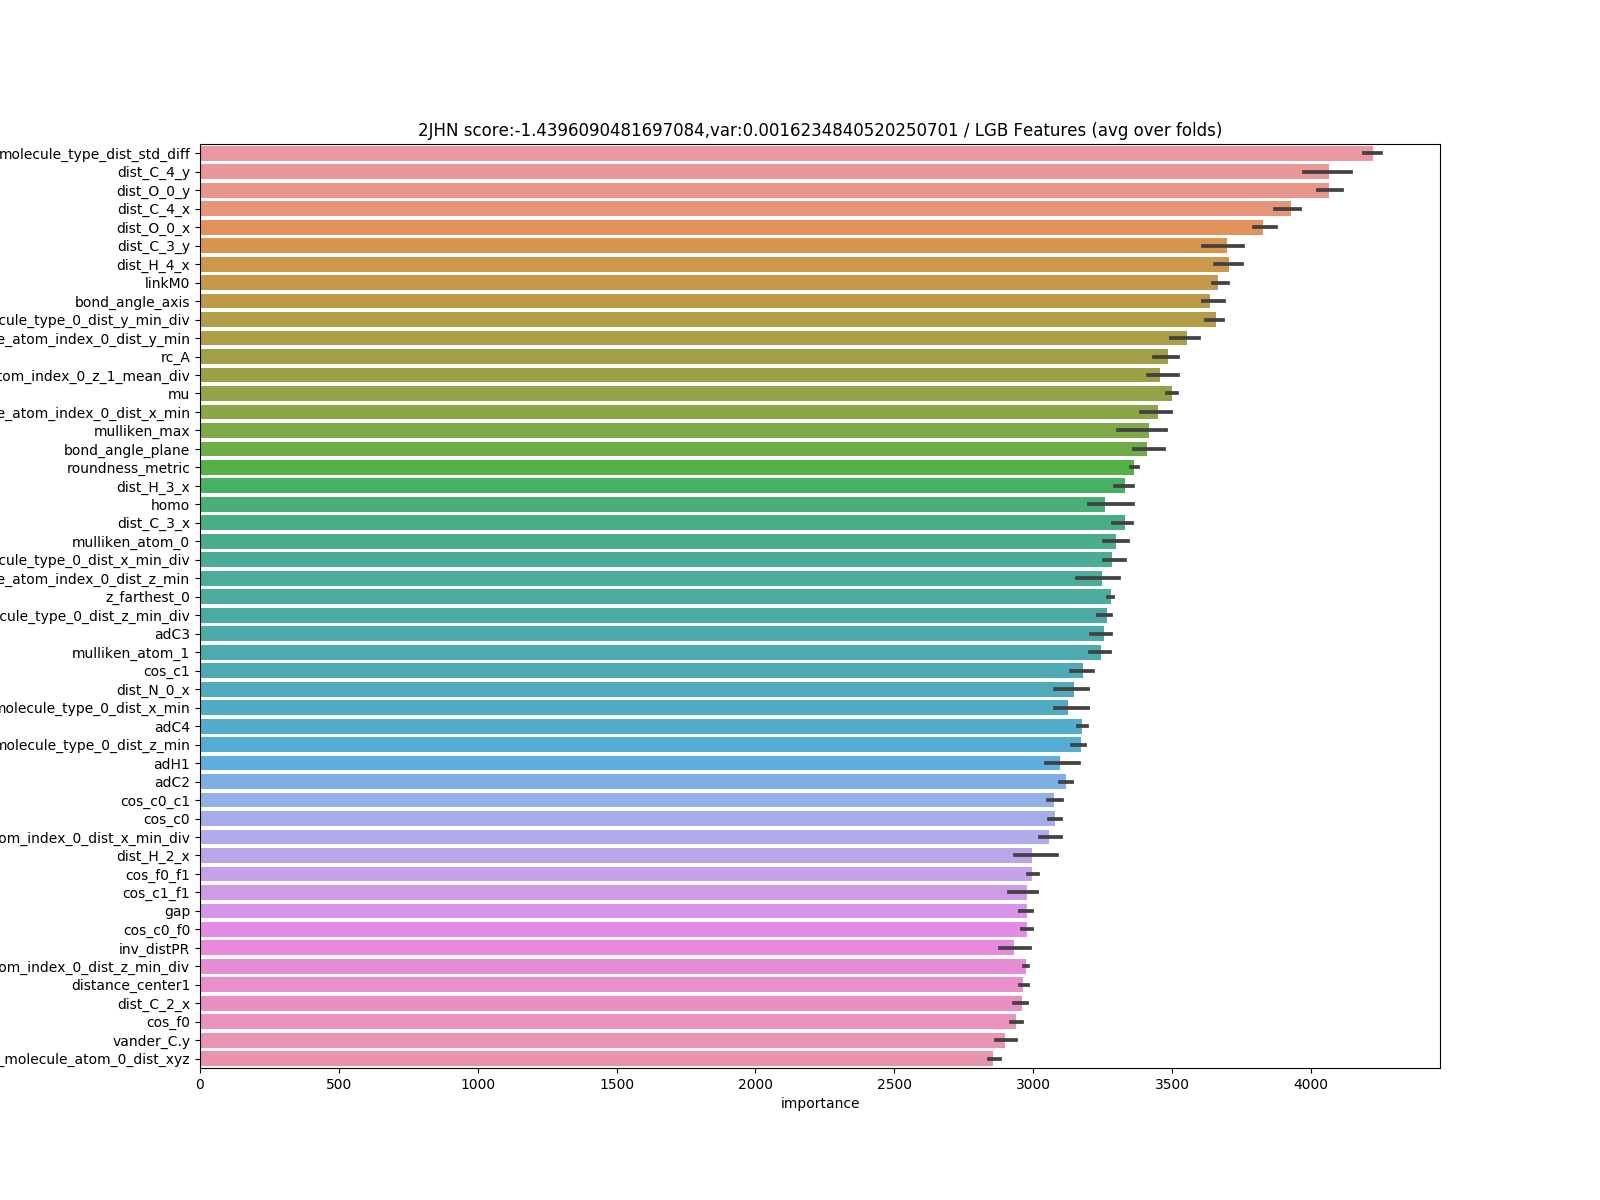 2JHN score:-1.4396090481697084,var:0.0016234840520250701 / LGB Features (avg over folds)
molecule_type_dist_std_diff
dist_C_4_y
dist_O_0_y
dist_C_4_x
dist_O_0_x
dist_C_3_y
dist_H_4_x
linkM0
bond_angle_axis
cule_type_0_dist_y_min_div
e_atom_index_0_dist_y_min
rc_A
tom_index_0_z_1_mean_div
mu
e_atom_index_0_dist_x_min
mulliken_max
bond_angle_plane
roundness_metric
dist_H_3_x
homo
dist_C_3_x
mulliken_atom_0
cule_type_0_dist_x_min_div
e_atom_index_0_dist_z_min
z_farthest_0
cule_type_0_dist_z_min_div
adC3
mulliken_atom_1
cos_c1
dist_N_0_x
molecule_type_0_dist_x_min
adC4
molecule_type_0_dist_z_min
adH1
adC2
cos_c0_c1
cos_c0
om_index_0_dist_x_min_div
dist_H_2_x
cos_f0_f1
cos_c1_f1
gap
cos_c0_f0
inv_distPR
om_index_0_dist_z_min_div
distance_center1
dist_C_2_x
cos_f0
vander_C.y
_molecule_atom_0_dist_xyz
0 500 1000 1500 2000 2500 3000 3500 4000
importance